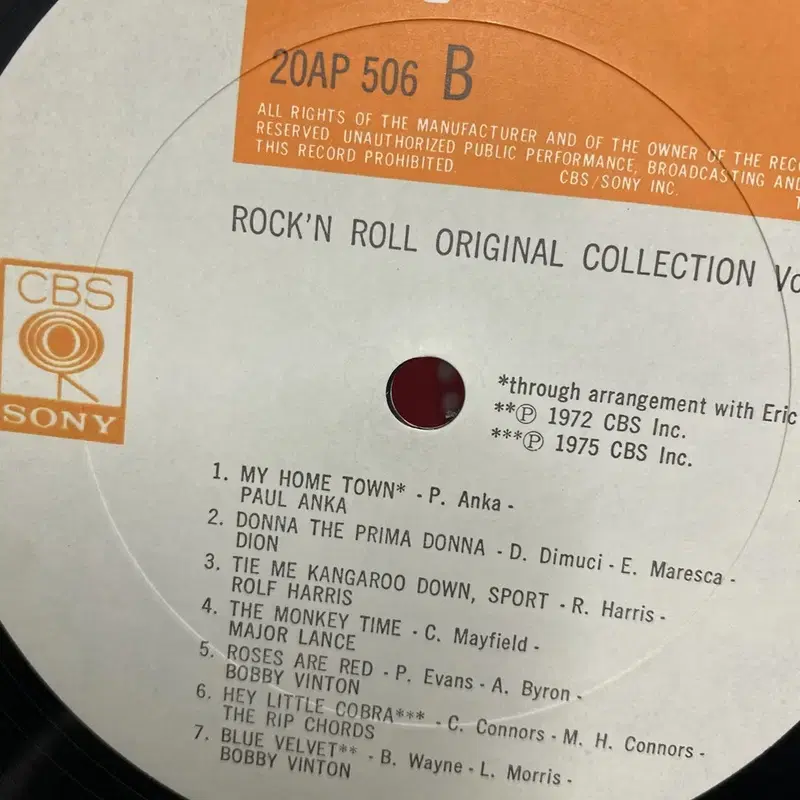 20AP 506 B
ALL RIGHTS OF THE MANUFACTURER AND OF THE OWNER OF THE
RESERVED UNAUTHORIZED PUBLIC PERFORMANCE, BROADCASTING AND
THIS RECORD PROHIBITED. CBS/SONY INC.
ROCK'N ROLL ORIGINAL COLLECTION
CBS
SONY
*through arrangement with Eric
**Ⓟ 1972 CBS Inc.
***Ⓟ 1975 CBS Inc.
1. MY HOME TOWN* - P. Anka -
PAUL ANKA
2. DONNA THE PRIMA DONNA - D. Dimuci - E. Maresca -
DION
3. TIE ME KANGAROO DOWN, SPORT - R. Harris -
ROLF HARRIS
4. THE MONKEY TIME - C. Mayfield -
MAJOR LANCE
5. ROSES ARE RED - P. Evans - A. Byron -
BOBBY VINTON
6. HEY LITTLE COBRA*** - C. Connors - M. H. Connors -
THE RIP CHORDS
7. BLUE VELVET** - B. Wayne - L. Morris -
BOBBY VINTON